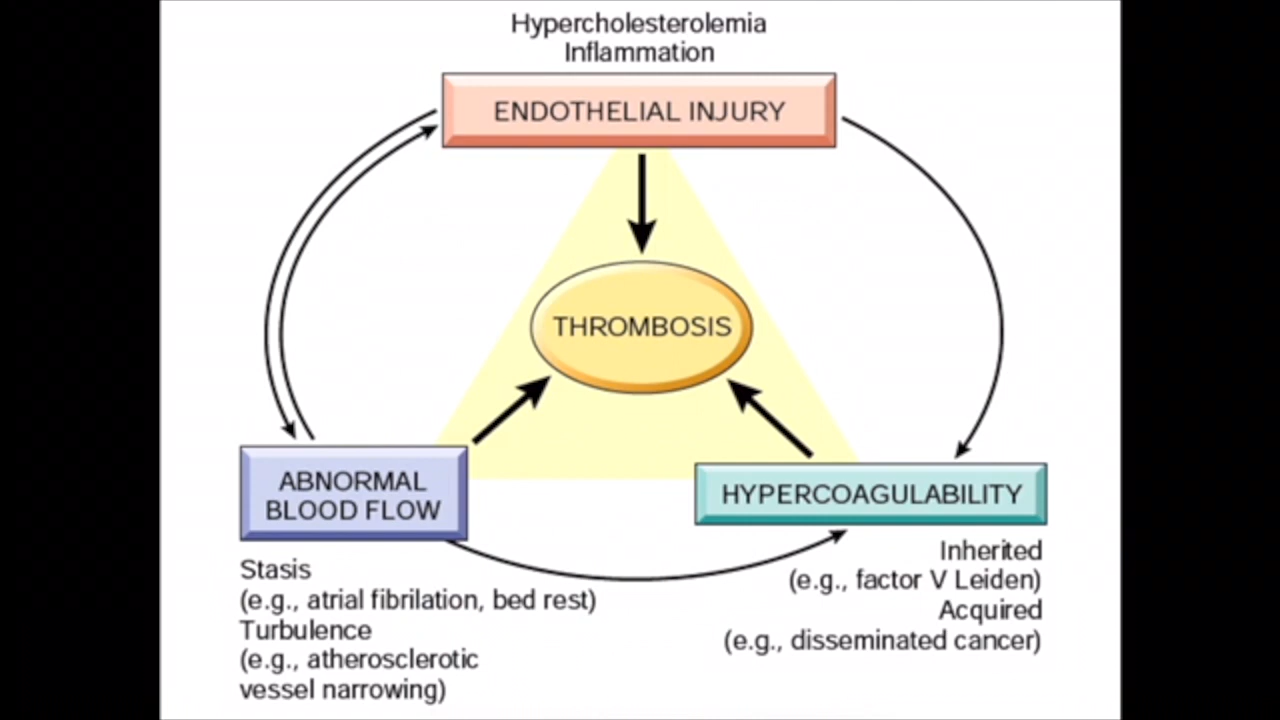 Hypercholesterolemia
Inflammation
ENDOTHELIAL INJURY
THROMBOSIS
ABNORMAL
BLOOD FLOW
HYPERCOAGULABILITY
Stasis
(e.g., atrial fibrilation, bed rest)
Turbulence
(e.g., atherosclerotic
vessel narrowing)
Inherited
(e.g., factor V Leiden)
Acquired
(e.g., disseminated cancer)